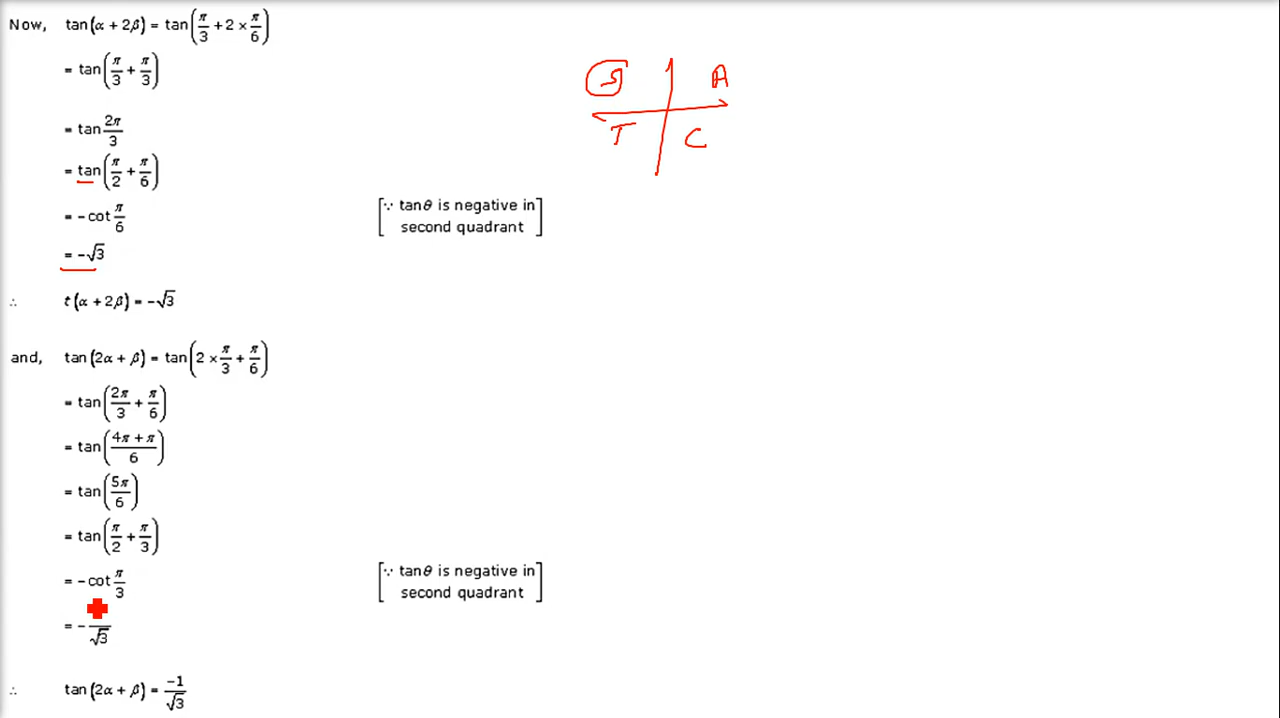 Now, tan(α + 2β) = tan(π/3 + 2 × π/6)
= tan(π/3 + π/3)
= tan 2π/3
= tan(π/2 + π/6)
= -cot π/6 [∵ tanθ is negative in second quadrant]
= -√3
∴ t(α + 2β) = -√3
and, tan(2α + β) = tan(2 × π/3 + π/6)
= tan(2π/3 + π/6)
= tan((4π + π)/6)
= tan(5π/6)
= tan(π/2 + π/3)
= -cot π/3 [∵ tanθ is negative in second quadrant]
= - /√3
∴ tan(2α + β) = -1/√3
S A
T C